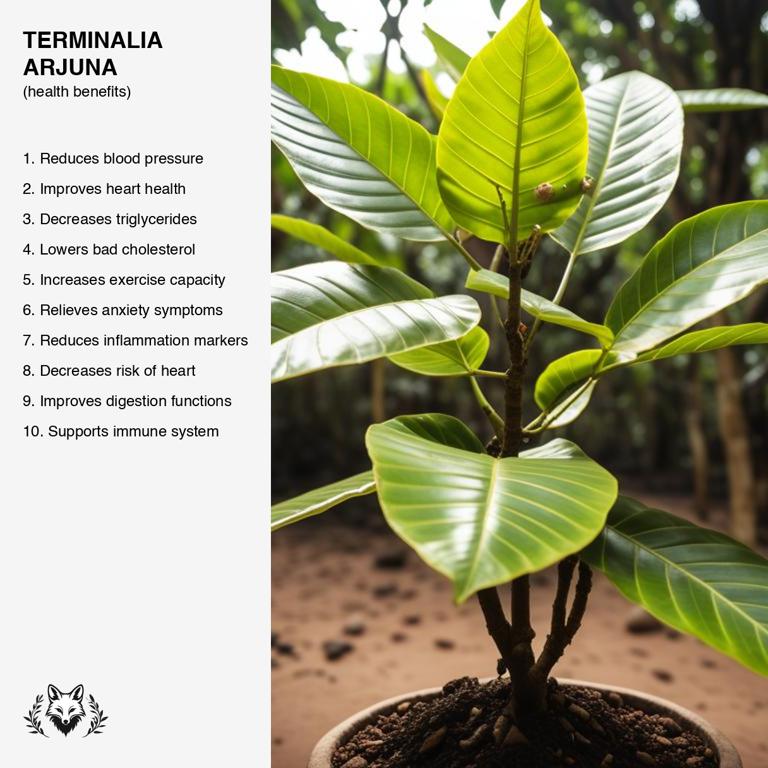 TERMINALIA
ARJUNA
(health benefits)
1. Reduces blood pressure
2. Improves heart health
3. Decreases triglycerides
4. Lowers bad cholesterol
5. Increases exercise capacity
6. Relieves anxiety symptoms
7. Reduces inflammation markers
8. Decreases risk of heart
9. Improves digestion functions
10. Supports immune system